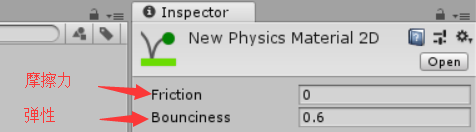 Inspector
New Physics Material 2D
Open
摩擦力
Friction
0
弹性
Bounciness
0.6